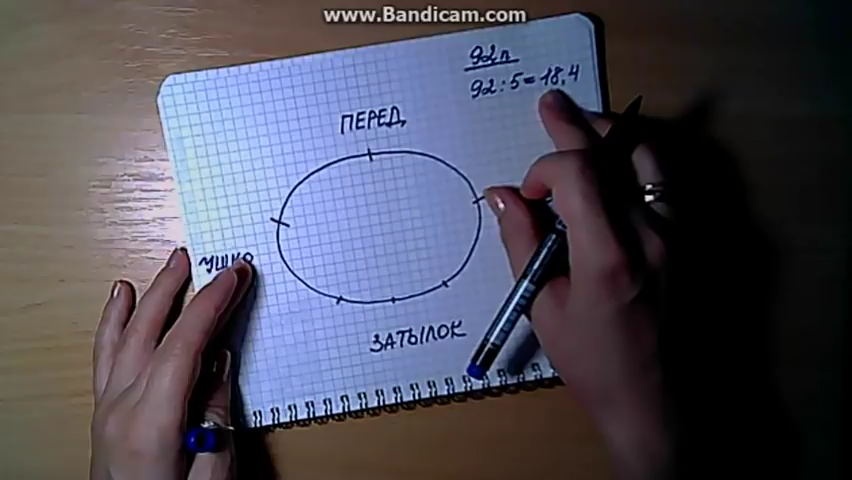 www.Bandicam.com
92п
92:5=18,4
ПЕРЕД
УШКО
ЗАТЫЛОК